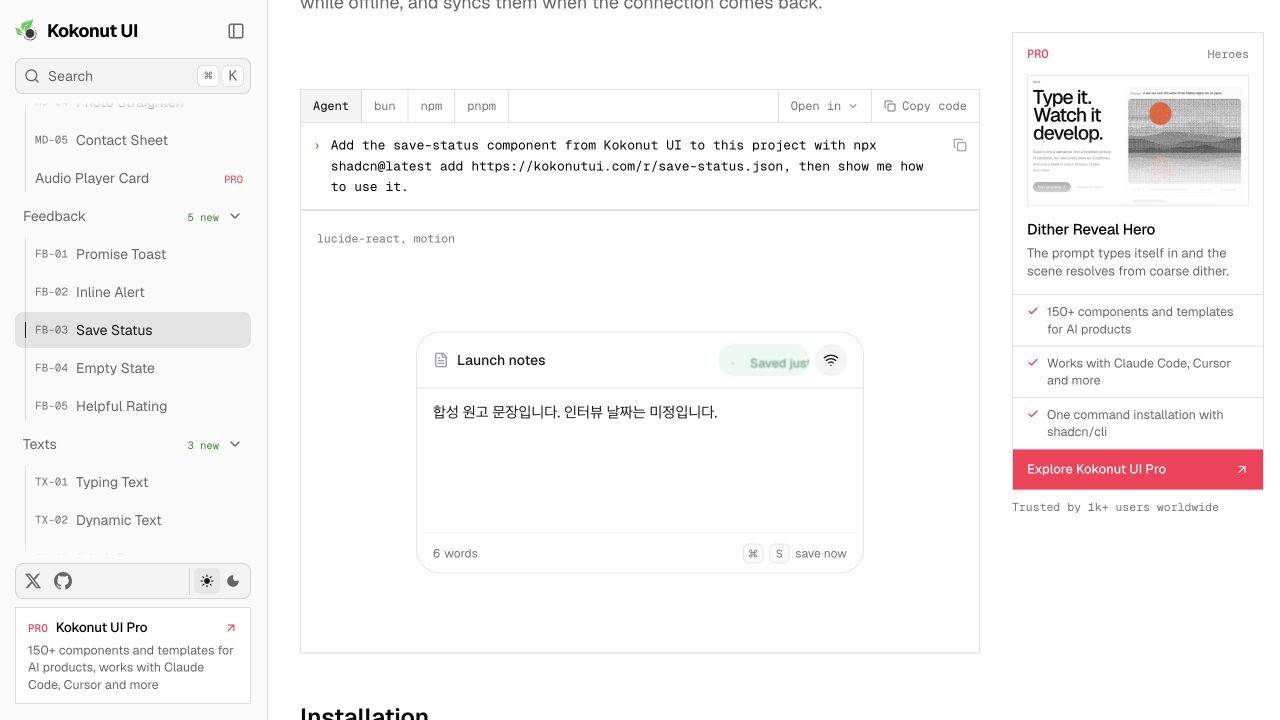 Kokonut UI
Search
⌘ K
MD-05 Contact Sheet
Audio Player Card PRO
Feedback 5 new
FB-01 Promise Toast
FB-02 Inline Alert
FB-03 Save Status
FB-04 Empty State
FB-05 Helpful Rating
Texts 3 new
TX-01 Typing Text
TX-02 Dynamic Text
PRO Kokonut UI Pro
150+ components and templates for
AI products, works with Claude
Code, Cursor and more
while offline, and syncs them when the connection comes back.
Agent bun npm pnpm Open in Copy code
› Add the save-status component from Kokonut UI to this project with npx
shadcn@latest add https://kokonutui.com/r/save-status.json, then show me how
to use it.
lucide-react, motion
Launch notes Saved just
합성 원고 문장입니다. 인터뷰 날짜는 미정입니다.
6 words ⌘ S save now
Installation
PRO Heroes
Type it.
Watch it
develop.
Dither Reveal Hero
The prompt types itself in and the
scene resolves from coarse dither.
150+ components and templates
for AI products
Works with Claude Code, Cursor
and more
One command installation with
shadcn/cli
Explore Kokonut UI Pro
Trusted by 1k+ users worldwide